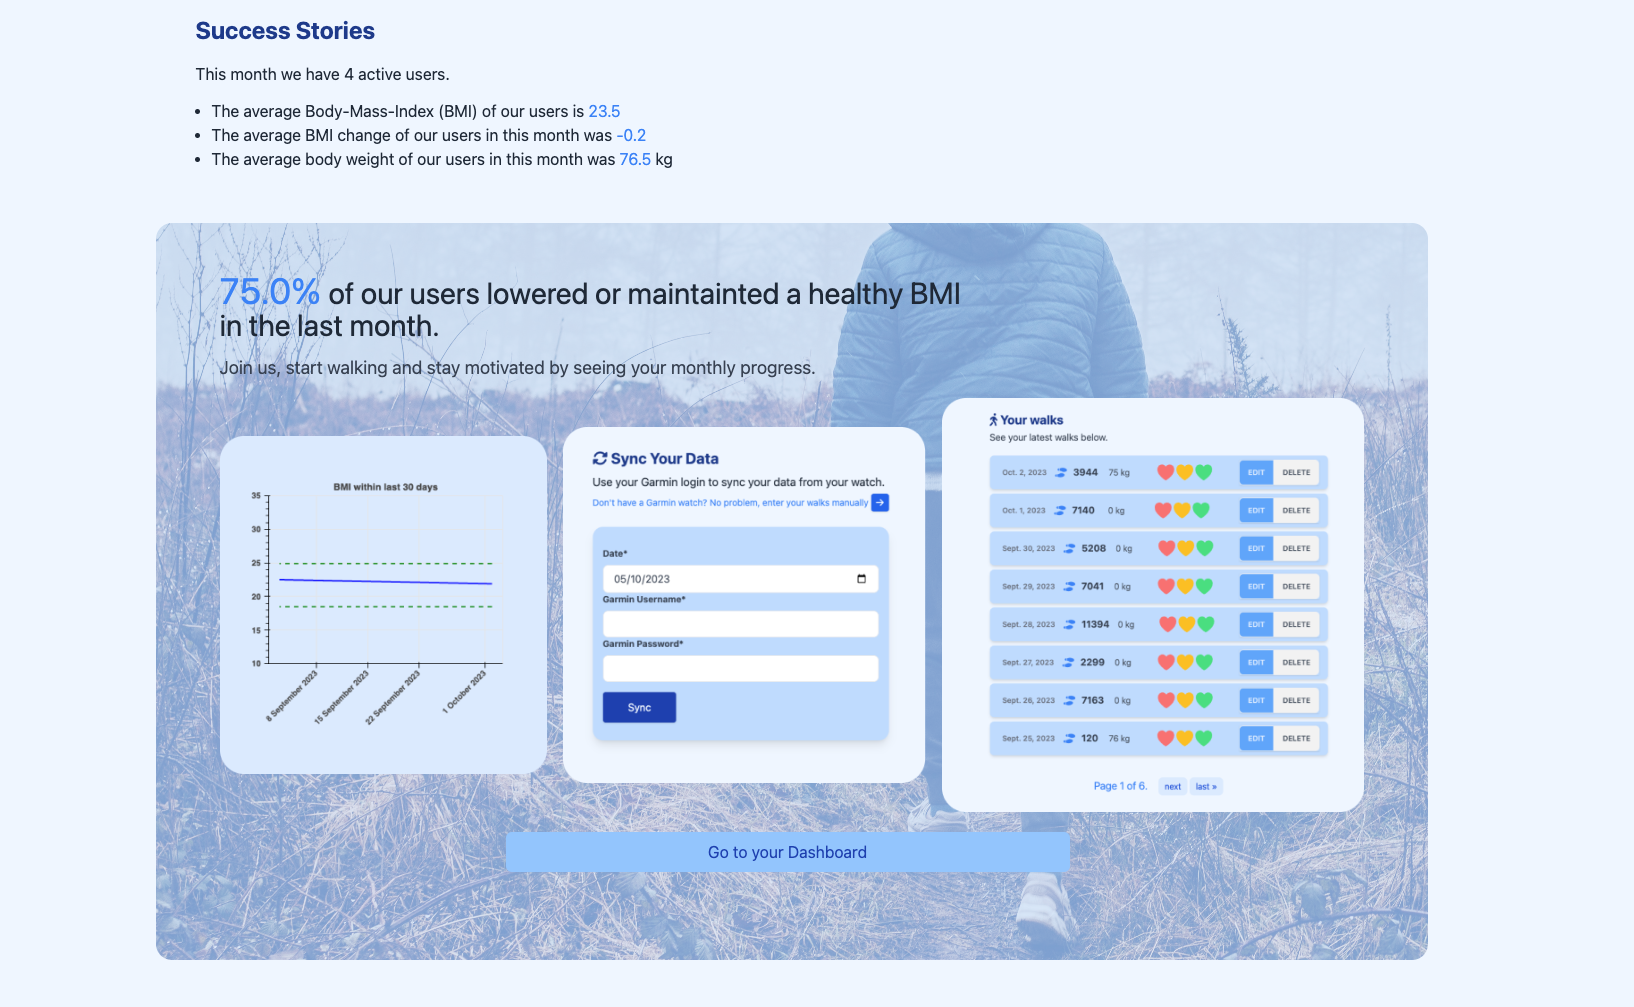 Success Stories
This month we have 4 active users.
• The average Body-Mass-Index (BMI) of our users is 23.5
• The average BMI change of our users in this month was -0.2
• The average body weight of our users in this month was 76.5 kg
75.0% of our users lowered or maintainted a healthy BMI
in the last month.
Join us, start walking and stay motivated by seeing your monthly progress.
BMI within last 30 days
35
30
25
20
15
10
8 September 2023
15 September 2023
22 September 2023
1 October 2023
Sync Your Data
Use your Garmin login to sync your data from your watch.
Don't have a Garmin watch? No problem, enter your walks manually →
Date*
05/10/2023
Garmin Username*
Garmin Password*
Sync
Your walks
See your latest walks below.
Oct. 2, 2023 3944 75 kg EDIT DELETE
Oct. 1, 2023 7140 0 kg EDIT DELETE
Sept. 30, 2023 5208 0 kg EDIT DELETE
Sept. 29, 2023 7041 0 kg EDIT DELETE
Sept. 28, 2023 11394 0 kg EDIT DELETE
Sept. 27, 2023 2299 0 kg EDIT DELETE
Sept. 26, 2023 7163 0 kg EDIT DELETE
Sept. 25, 2023 120 76 kg EDIT DELETE
Page 1 of 6. next last »
Go to your Dashboard